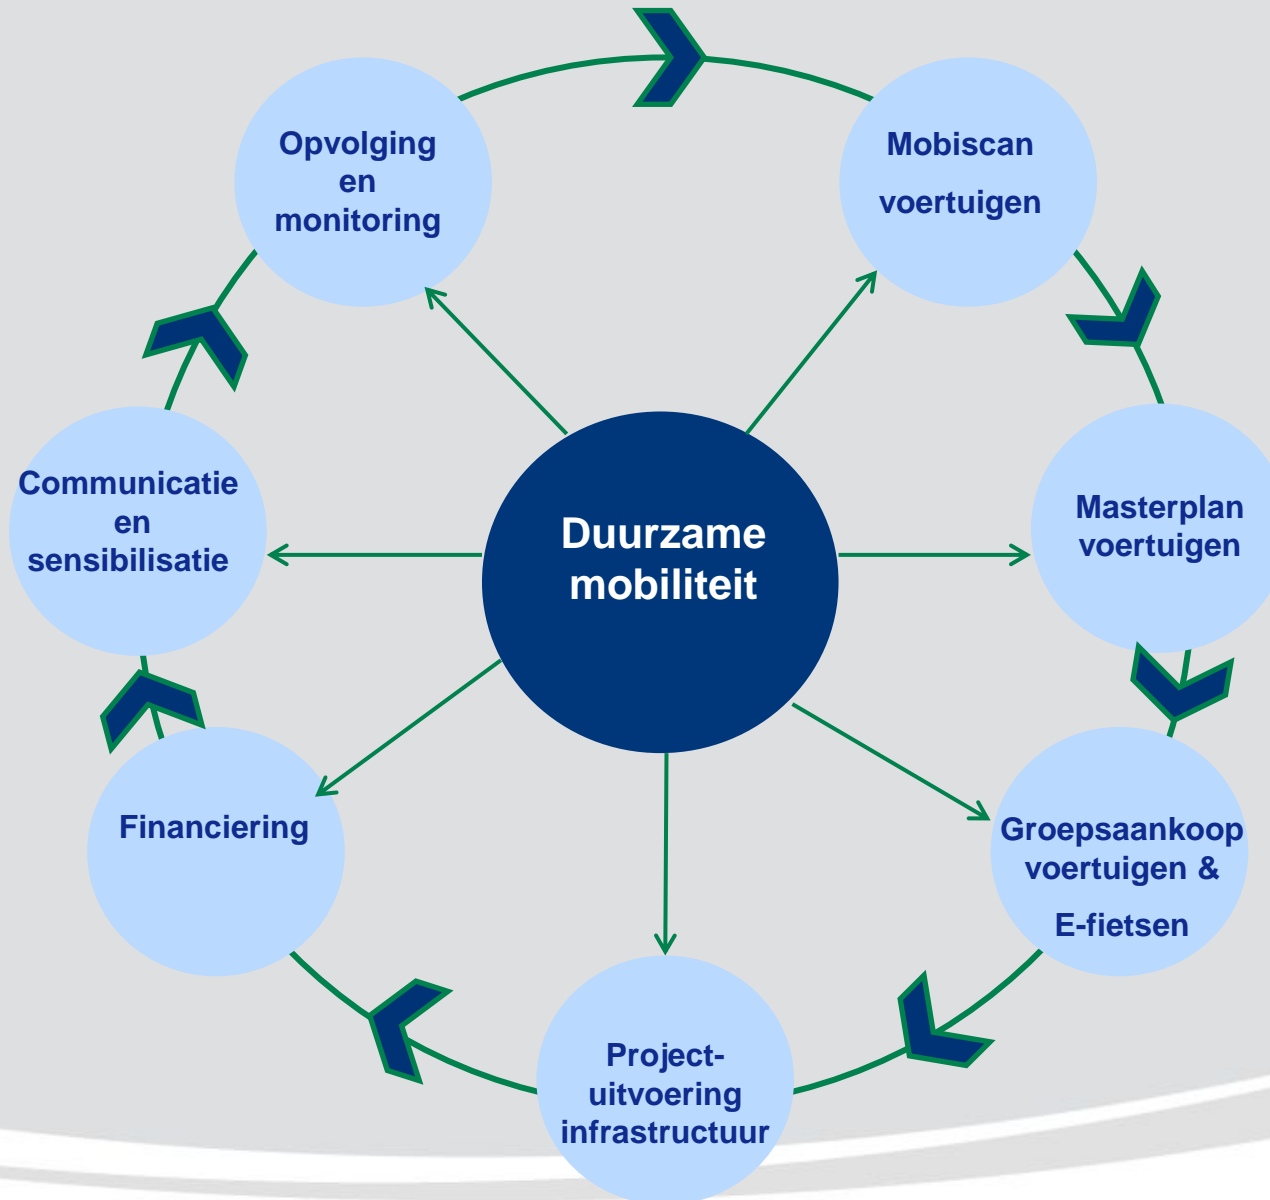 Opvolging
en
monitoring
Mobiscan
voertuigen
Communicatie
en
sensibilisatie
Duurzame
mobiliteit
Masterplan
voertuigen
Financiering
Groepsaankoop
voertuigen &
E-fietsen
Project-
uitvoering
infrastructuur